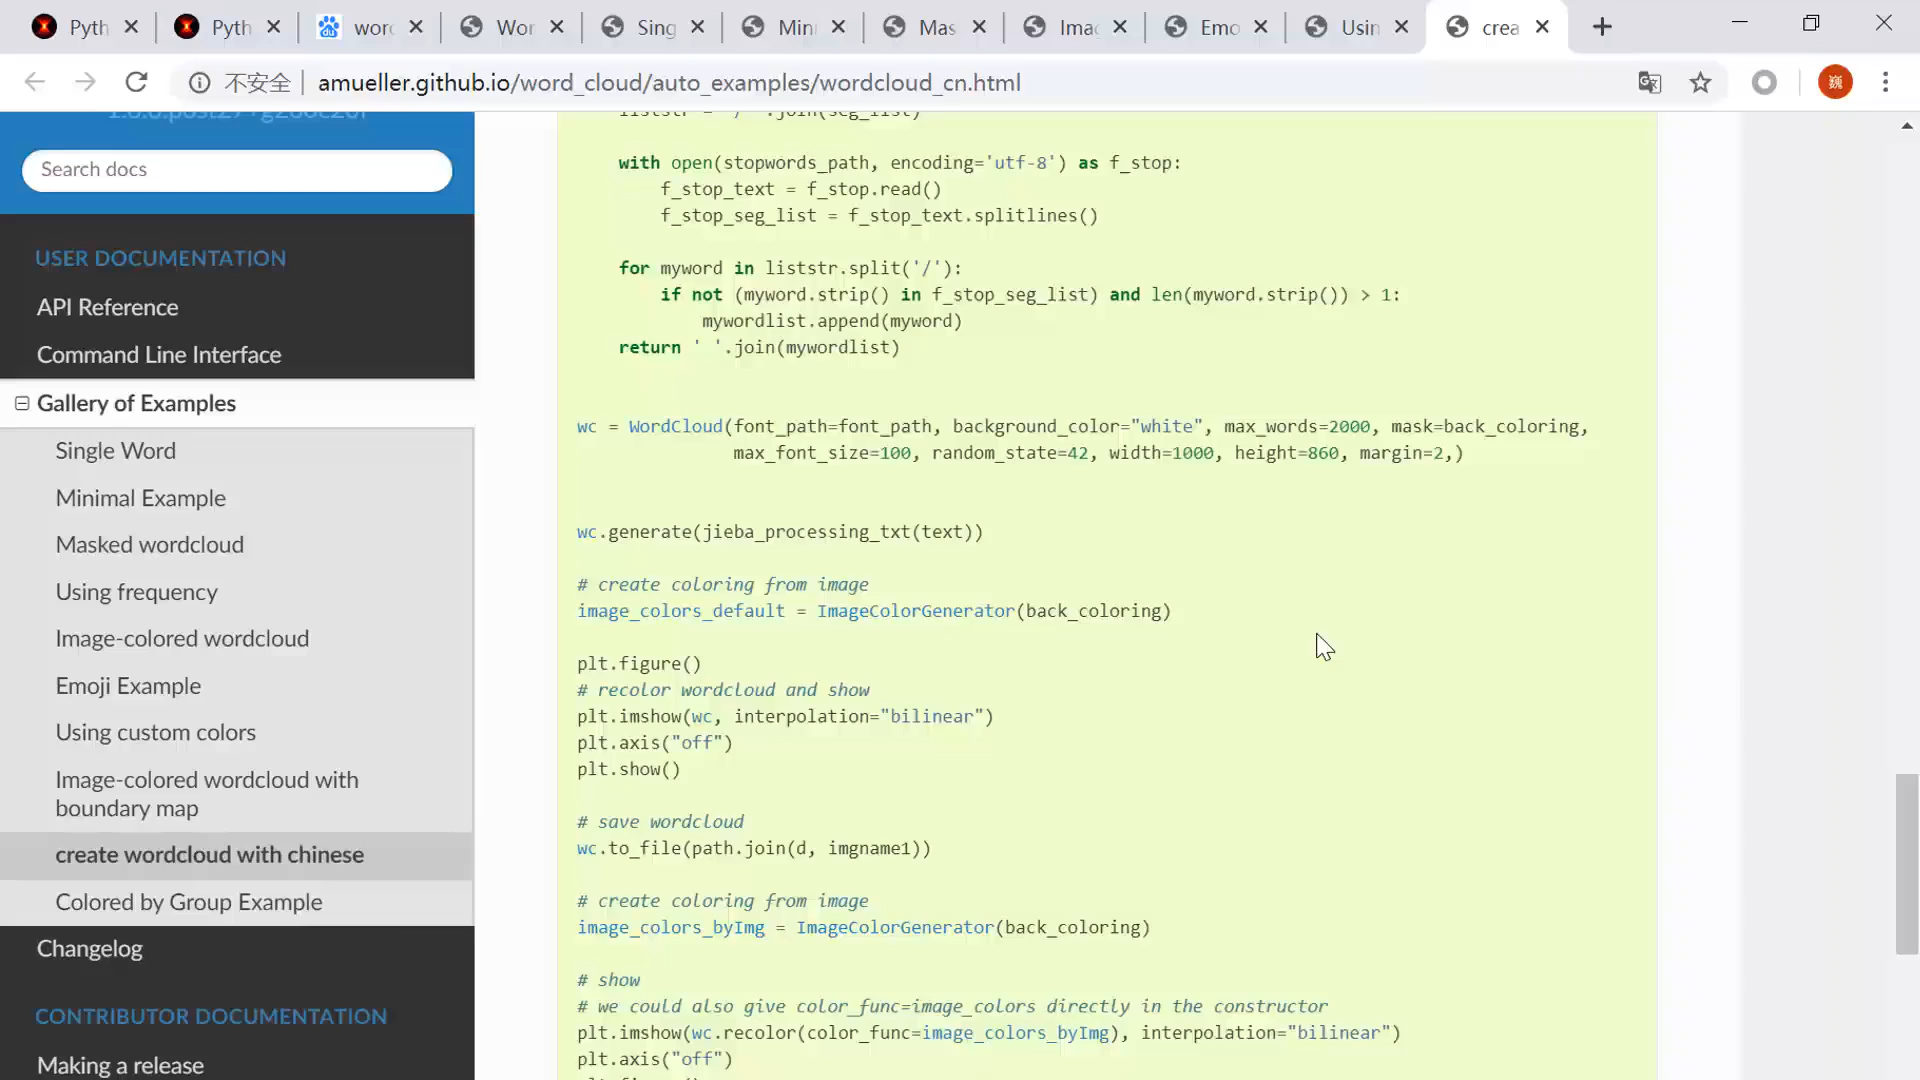 Pyth
Pyth
wor
Wor
Sing
Mini
Mas
Ima
Emo
Usin
crea
不安全
amueller.github.io/word_cloud/auto_examples/wordcloud_cn.html
巍
Search docs
USER DOCUMENTATION
API Reference
Command Line Interface
Gallery of Examples
Single Word
Minimal Example
Masked wordcloud
Using frequency
Image-colored wordcloud
Emoji Example
Using custom colors
Image-colored wordcloud with
boundary map
create wordcloud with chinese
Colored by Group Example
Changelog
CONTRIBUTOR DOCUMENTATION
Making a release
with open(stopwords_path, encoding='utf-8') as f_stop:
f_stop_text = f_stop.read()
f_stop_seg_list = f_stop_text.splitlines()
for myword in liststr.split('/'):
if not (myword.strip() in f_stop_seg_list) and len(myword.strip()) > 1:
mywordlist.append(myword)
return ' '.join(mywordlist)
wc = WordCloud(font_path=font_path, background_color="white", max_words=2000, mask=back_coloring,
max_font_size=100, random_state=42, width=1000, height=860, margin=2,)
wc.generate(jieba_processing_txt(text))
# create coloring from image
image_colors_default = ImageColorGenerator(back_coloring)
plt.figure()
# recolor wordcloud and show
plt.imshow(wc, interpolation="bilinear")
plt.axis("off")
plt.show()
# save wordcloud
wc.to_file(path.join(d, imgname1))
# create coloring from image
image_colors_byImg = ImageColorGenerator(back_coloring)
# show
# we could also give color_func=image_colors directly in the constructor
plt.imshow(wc.recolor(color_func=image_colors_byImg), interpolation="bilinear")
plt.axis("off")